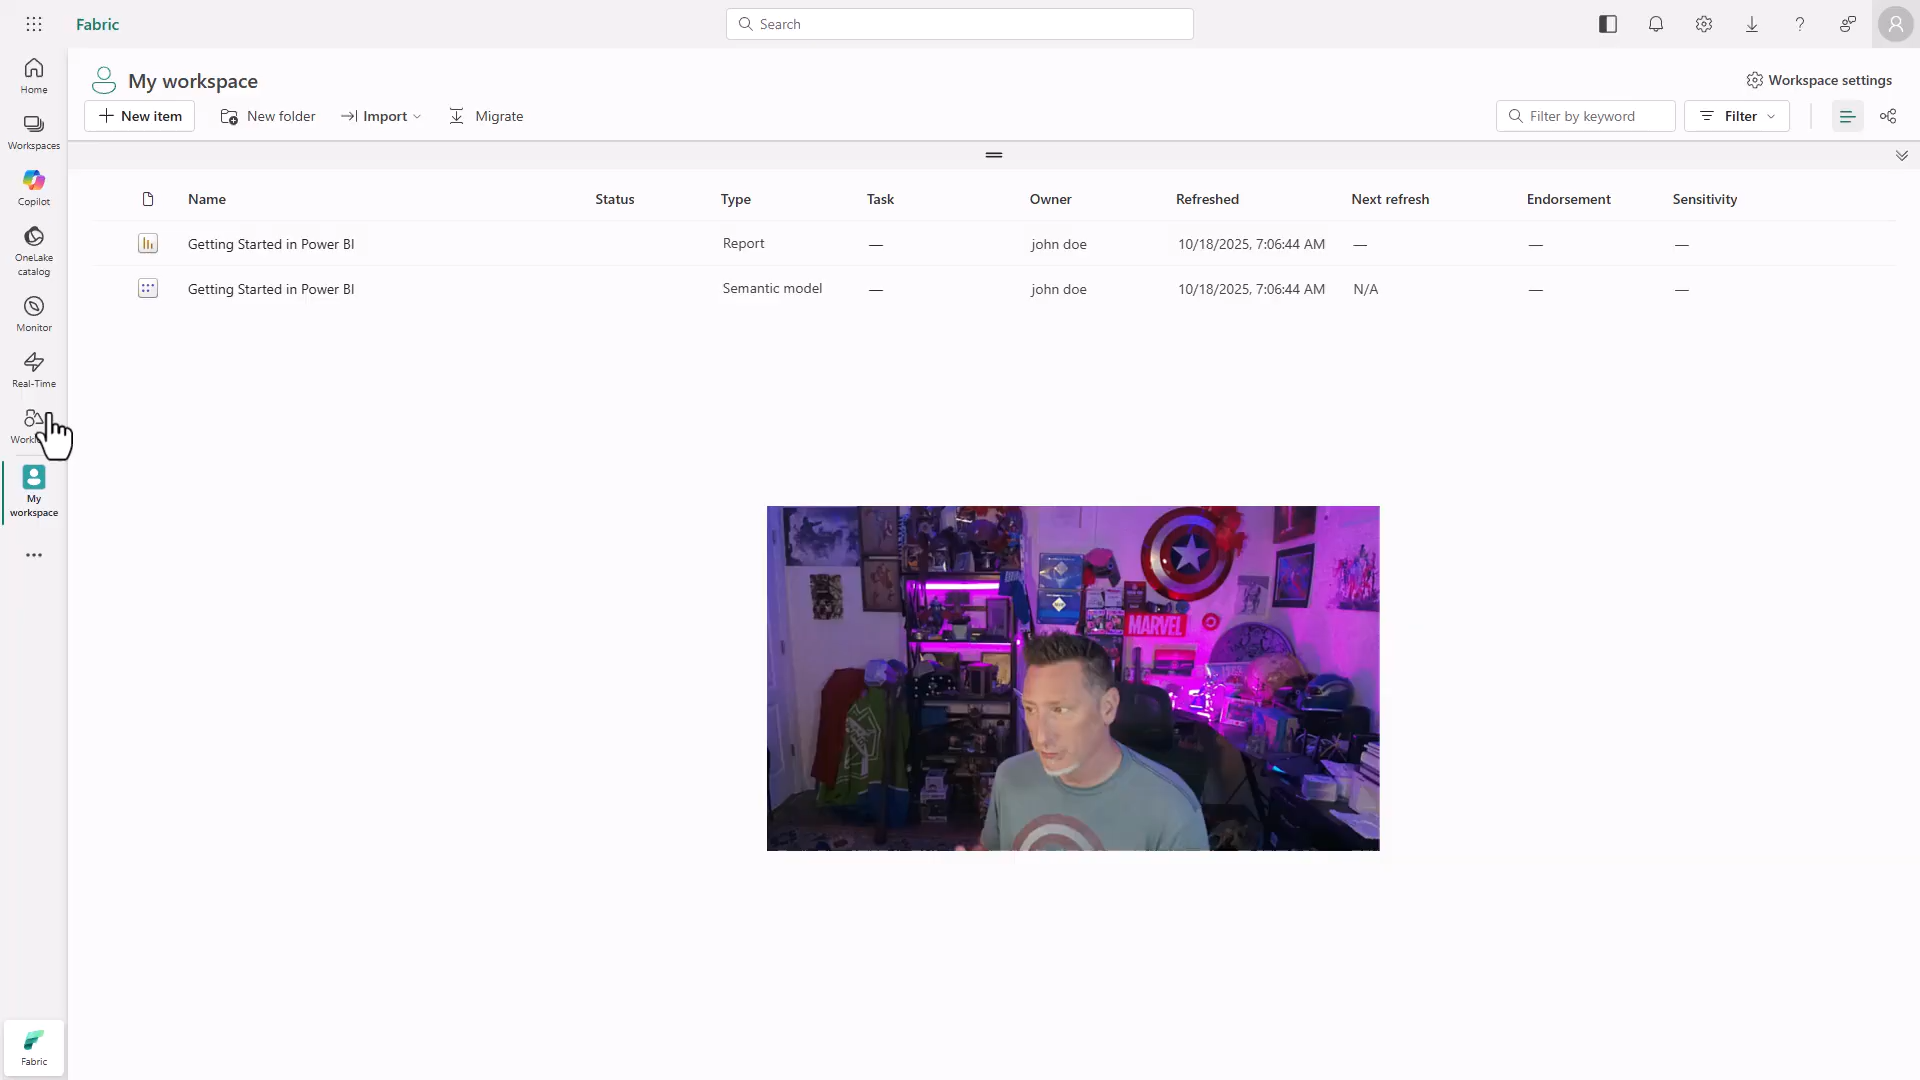 Fabric
Search
Home
Workspaces
Copilot
OneLake
catalog
Monitor
Real-Time
My
workspace
Fabric
My workspace
Workspace settings
New item
New folder
Import
Migrate
Filter by keyword
Filter
Name Status Type Task Owner Refreshed Next refresh Endorsement Sensitivity
Getting Started in Power BI Report — john doe 10/18/2025, 7:06:44 AM — — —
Getting Started in Power BI Semantic model — john doe 10/18/2025, 7:06:44 AM N/A — —
MARVEL